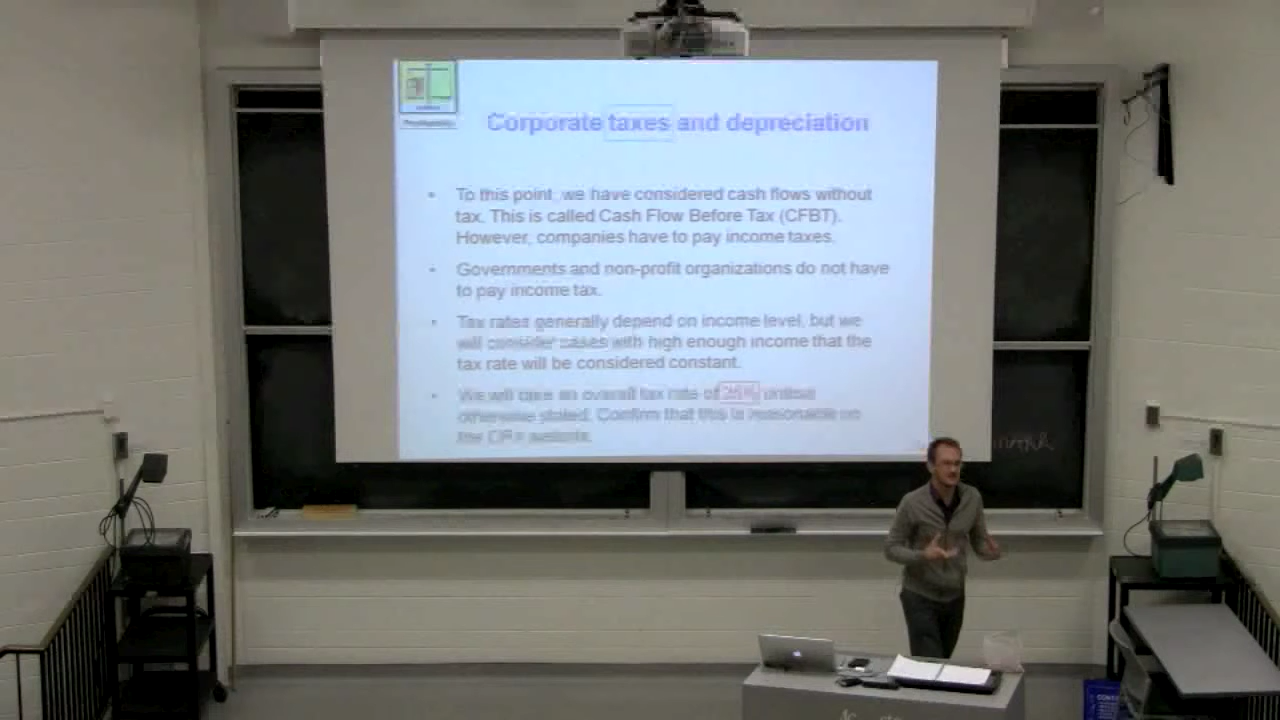 Corporate taxes and depreciation
• To this point, we have considered cash flows without
tax. This is called Cash Flow Before Tax (CFBT).
However, companies have to pay income taxes.
• Governments and non-profit organizations do not have
to pay income tax.
• Tax rates generally depend on income level, but we
will consider cases with high enough income that the
tax rate will be considered constant.
• We will take an overall tax rate of unless
otherwise stated. Confirm that this is reasonable on
the CRA website.